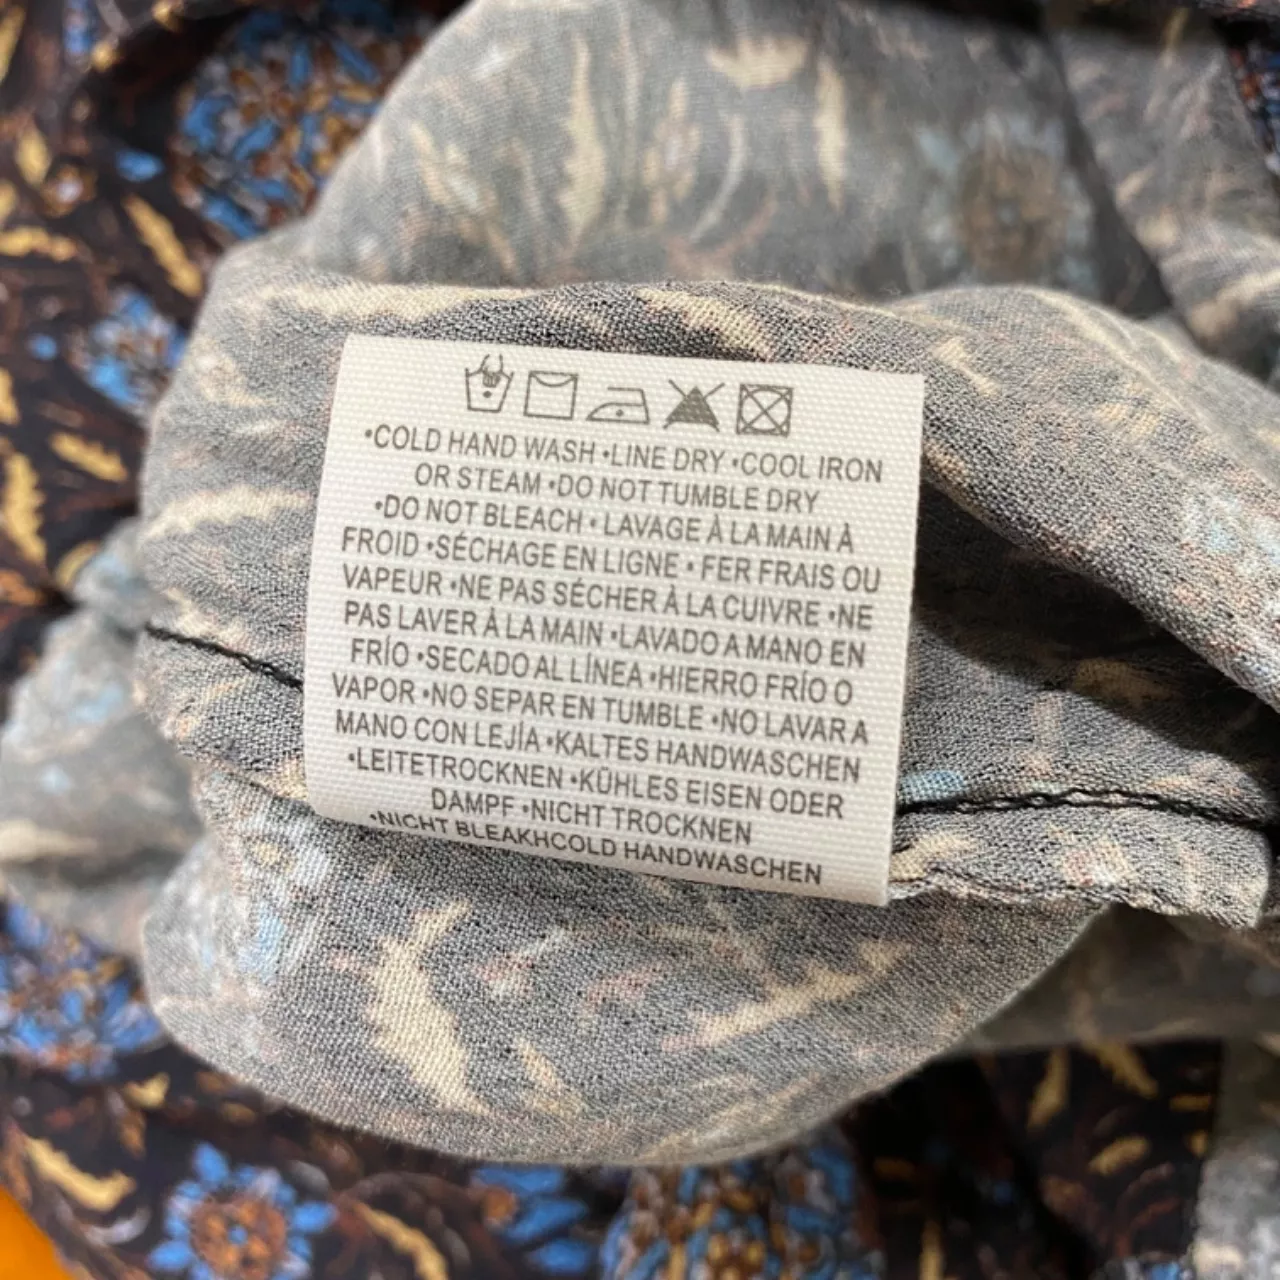 •COLD HAND WASH •LINE DRY •COOL IRON
OR STEAM •DO NOT TUMBLE DRY
•DO NOT BLEACH • LAVAGE À LA MAIN À
FROID •SÉCHAGE EN LIGNE • FER FRAIS OU
VAPEUR •NE PAS SÉCHER À LA CUIVRE •NE
PAS LAVER À LA MAIN •LAVADO A MANO EN
FRÍO •SECADO AL LÍNEA •HIERRO FRÍO O
VAPOR •NO SEPAR EN TUMBLE •NO LAVAR A
MANO CON LEJÍA •KALTES HANDWASCHEN
•LEITETROCKNEN •KÜHLES EISEN ODER
DAMPF •NICHT TROCKNEN
•NICHT BLEAKHCOLD HANDWASCHEN